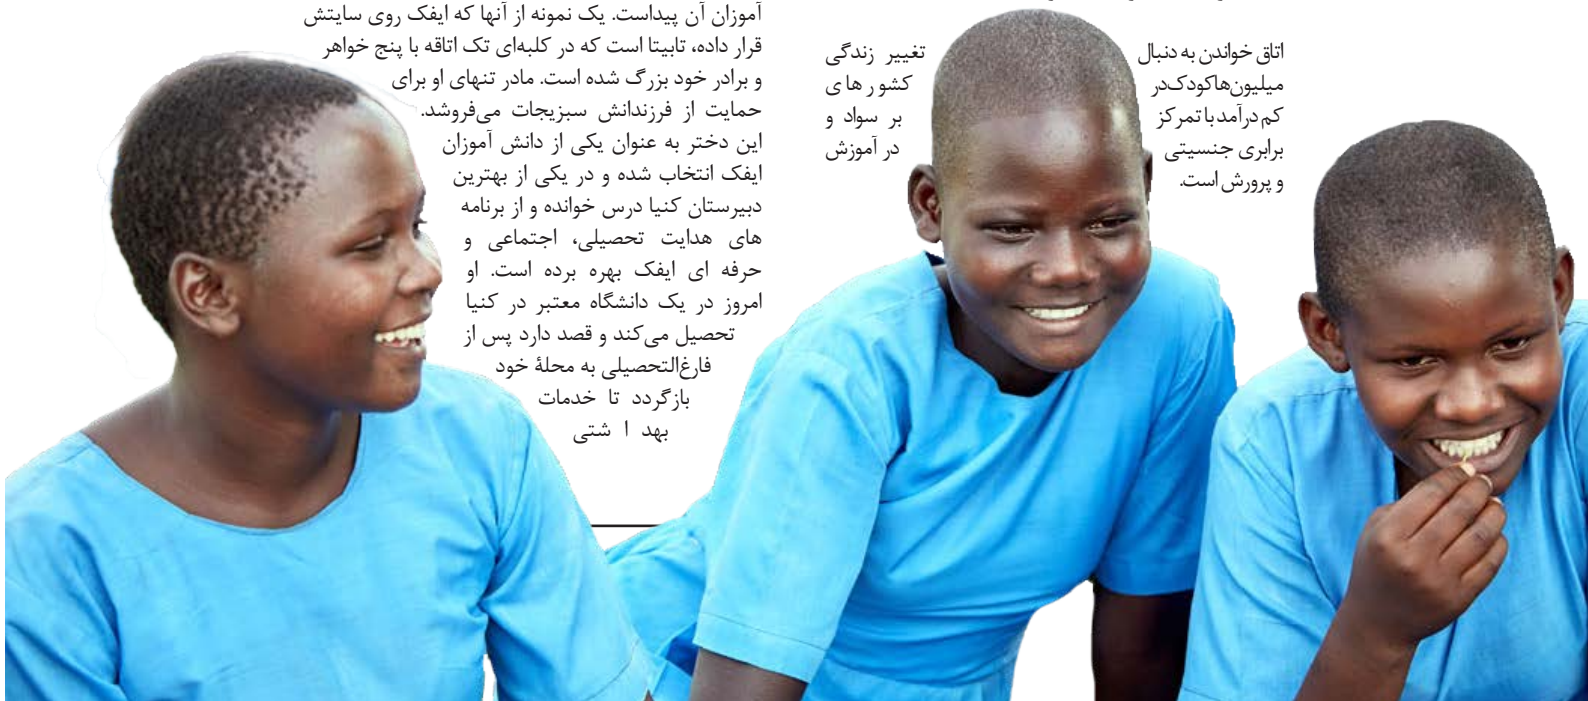 اتاق خواندن به دنبال تغییر زندگی
میلیون‌ها کودک در کشور های
کم درآمد با تمرکز بر سواد و
برابری جنسیتی در آموزش
و پرورش است.
آموزان آن پیداست. یک نمونه از آنها که ایفک روی سایتش
قرار داده، تابیتا است که در کلبه‌ای تک اتاقه با پنج خواهر
و برادر خود بزرگ شده است. مادر تنهای او برای
حمایت از فرزندانش سبزیجات می‌فروشد.
این دختر به عنوان یکی از دانش آموزان
ایفک انتخاب شده و در یکی از بهترین
دبیرستان کنیا درس خوانده و از برنامه
های هدایت تحصیلی، اجتماعی و
حرفه ای ایفک بهره برده است. او
امروز در یک دانشگاه معتبر در کنیا
تحصیل می‌کند و قصد دارد پس از
فارغ‌التحصیلی به محلهٔ خود
بازگردد تا خدمات
بهد ا شتی